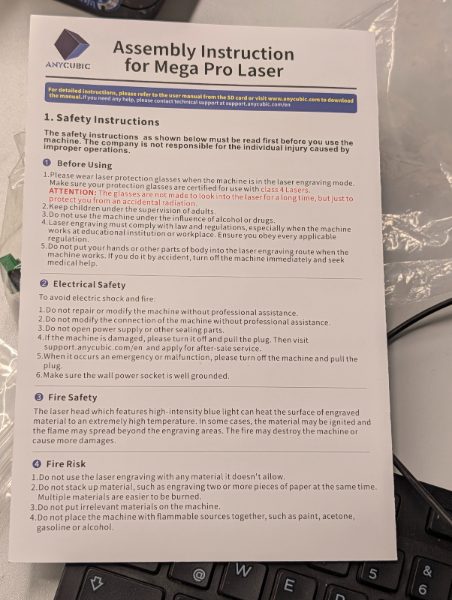 ANYCUBIC
Assembly Instruction
for Mega Pro Laser
For detailed instructions, please refer to the user manual from the SD card or visit www.anycubic.com to download
the manual.If you need any help, please contact technical support at support.anycubic.com/en
1. Safety Instructions
The safety instructions as shown below must be read first before you use the
machine. The company is not responsible for the individual injury caused by
improper operations.
1 Before Using
1.Please wear laser protection glasses when the machine is in the laser engraving mode.
Make sure your protection glasses are certified for use with class 4 Lasers.
ATTENTION: The glasses are not made to look into the laser for a long time, but just to
protect you from an accidental radiation.
2.Keep children under the supervision of adults.
3.Do not use the machine under the influence of alcohol or drugs.
4.Laser engraving must comply with law and regulations, especially when the machine
works at educational institution or workplace. Ensure you obey every applicable
regulation.
5.Do not put your hands or other parts of body into the laser engraving route when the
machine works. If you do it by accident, turn off the machine immediately and seek
medical help.
2 Electrical Safety
To avoid electric shock and fire:
1.Do not repair or modify the machine without professional assistance.
2.Do not modify the connection of the machine without professional assistance.
3.Do not open power supply or other sealing parts.
4.If the machine is damaged, please turn it off and pull the plug. Then visit
support.anycubic.com/en and apply for after-sale service.
5.When it occurs an emergency or malfunction, please turn off the machine and pull the
plug.
6.Make sure the wall power socket is well grounded.
3 Fire Safety
The laser head which features high-intensity blue light can heat the surface of engraved
material to an extremely high temperature. In some cases, the material may be ignited and
the flame may spread beyond the engraving areas. The fire may destroy the machine or
cause more damages.
4 Fire Risk
1.Do not use the laser engraving with any material it doesn't allow.
2.Do not stack up material, such as engraving two or more pieces of paper at the same time.
Multiple materials are easier to be burned.
3.Do not put irrelevant materials on the machine.
4.Do not place the machine with flammable sources together, such as paint, acetone,
gasoline or alcohol.
@ W E 5 & 6